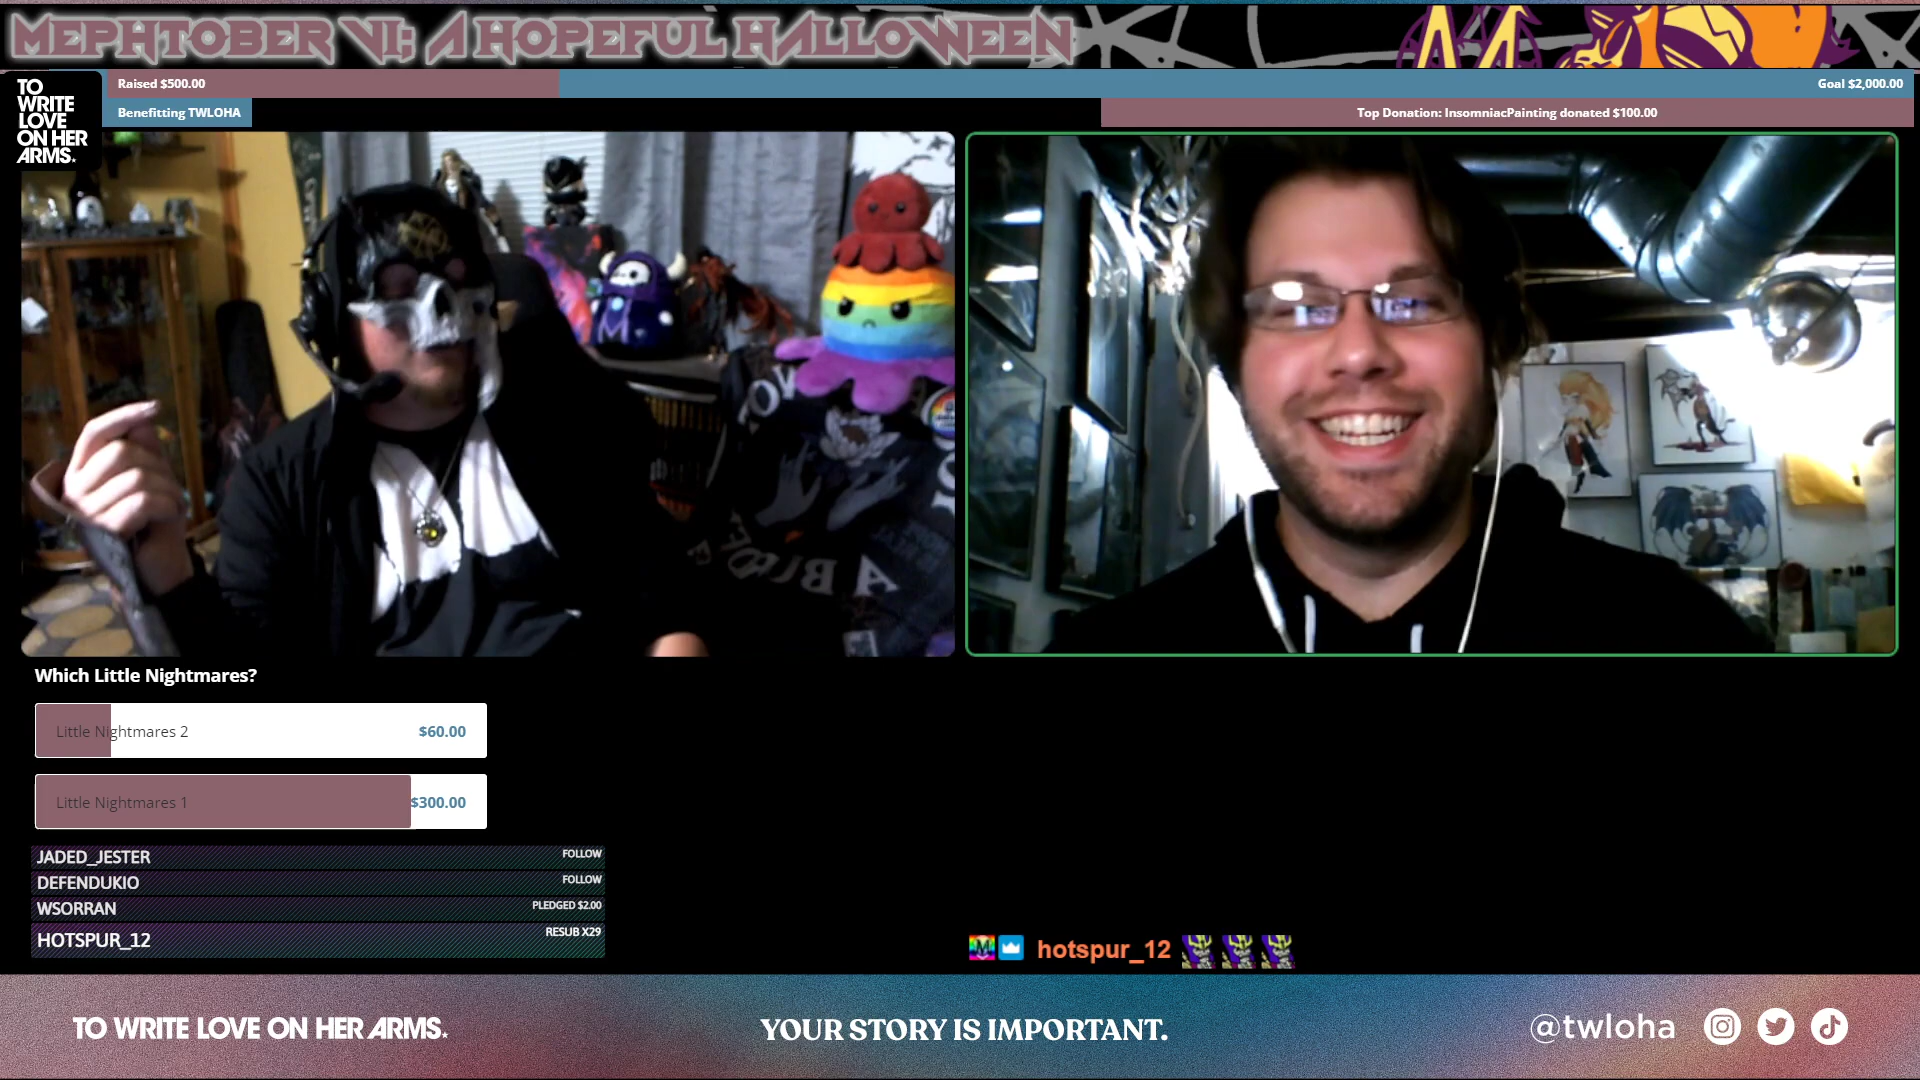 MEPHTOBER VI: A HOPEFUL HALLOWEEN
TO
WRITE
LOVE
ON HER
ARMS.
Raised $500.00
Goal $2,000.00
Benefitting TWLOHA
Top Donation: InsomniacPainting donated $100.00
Which Little Nightmares?
Little Nightmares 2 $60.00
Little Nightmares 1 $300.00
JADED_JESTER FOLLOW
DEFENDUKIO FOLLOW
WSORRAN PLEDGED $2.00
HOTSPUR_12 RESUB X29
hotspur_12
TO WRITE LOVE ON HER ARMS.
YOUR STORY IS IMPORTANT.
@twloha